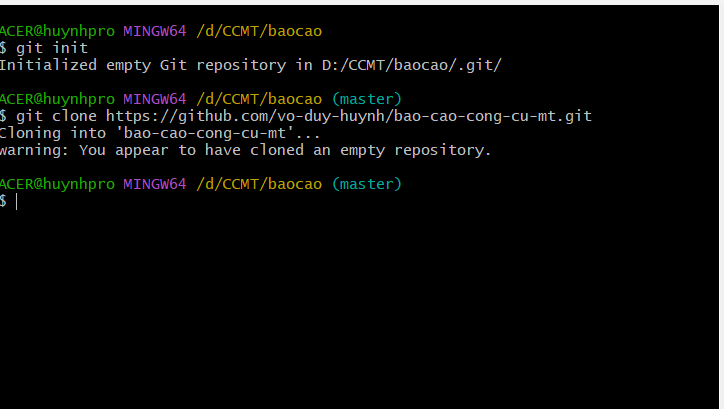 ACER@huynhpro MINGW64 /d/CCMT/baocao
$ git init
Initialized empty Git repository in D:/CCMT/baocao/.git/
ACER@huynhpro MINGW64 /d/CCMT/baocao (master)
$ git clone https://github.com/vo-duy-huynh/bao-cao-cong-cu-mt.git
Cloning into 'bao-cao-cong-cu-mt'...
warning: You appear to have cloned an empty repository.
ACER@huynhpro MINGW64 /d/CCMT/baocao (master)
$